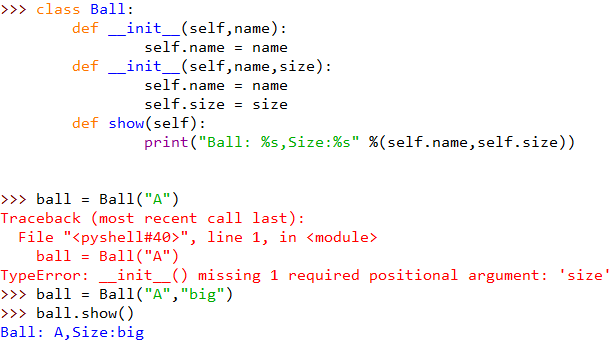 >>> class Ball:
        def __init__(self,name):
                self.name = name
        def __init__(self,name,size):
                self.name = name
                self.size = size
        def show(self):
                print("Ball: %s,Size:%s" %(self.name,self.size))
>>> ball = Ball("A")
Traceback (most recent call last):
  File "<pyshell#40>", line 1, in <module>
    ball = Ball("A")
TypeError: __init__() missing 1 required positional argument: 'size'
>>> ball = Ball("A","big")
>>> ball.show()
Ball: A,Size:big